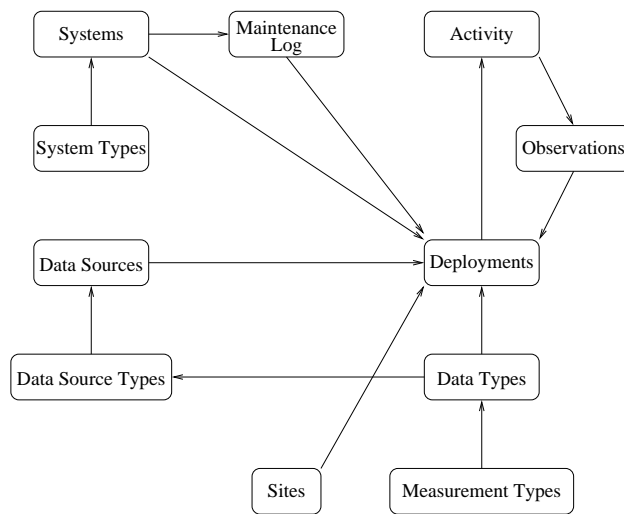 Systems
Maintenance
Log
Activity
System Types
Observations
Data Sources
Deployments
Data Source Types
Data Types
Sites
Measurement Types